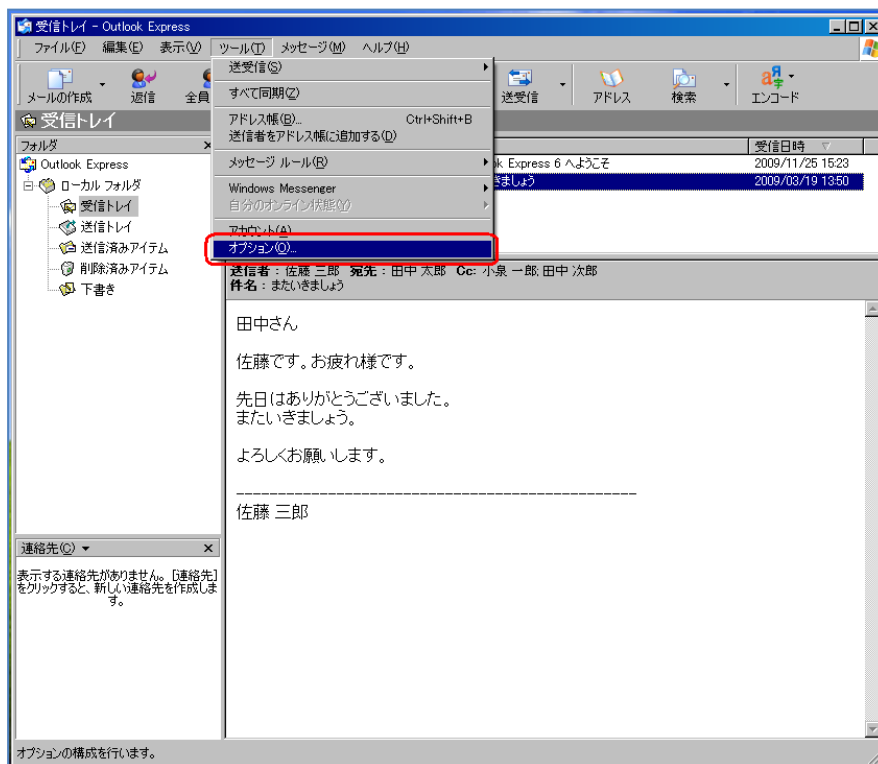 受信トレイ - Outlook Express
ファイル(F) 編集(E) 表示(V) ツール(T) メッセージ(M) ヘルプ(H)
メールの作成 返信 全員 送受信 アドレス 検索 エンコード
送受信(S)
すべて同期(Z)
アドレス帳(B)... Ctrl+Shift+B
送信者をアドレス帳に追加する(D)
メッセージ ルール(R)
Windows Messenger
自分のオンライン状態(Y)
アカウント(A)...
オプション(O)...
受信トレイ
フォルダ ×
Outlook Express
ローカル フォルダ
受信トレイ
送信トレイ
送信済みアイテム
削除済みアイテム
下書き
受信日時
Express 6 へようこそ 2009/11/25 15:23
きましょう 2009/03/19 13:50
送信者: 佐藤 三郎 宛先: 田中 太郎 Cc: 小泉 一郎; 田中 次郎
件名: またいきましょう
田中さん
佐藤です。お疲れ様です。
先日はありがとうございました。
またいきましょう。
よろしくお願いします。
------------------------------------------------
佐藤 三郎
連絡先(C) ×
表示する連絡先がありません。[連絡先]
をクリックすると、新しい連絡先を作成しま
す。
オプションの構成を行います。